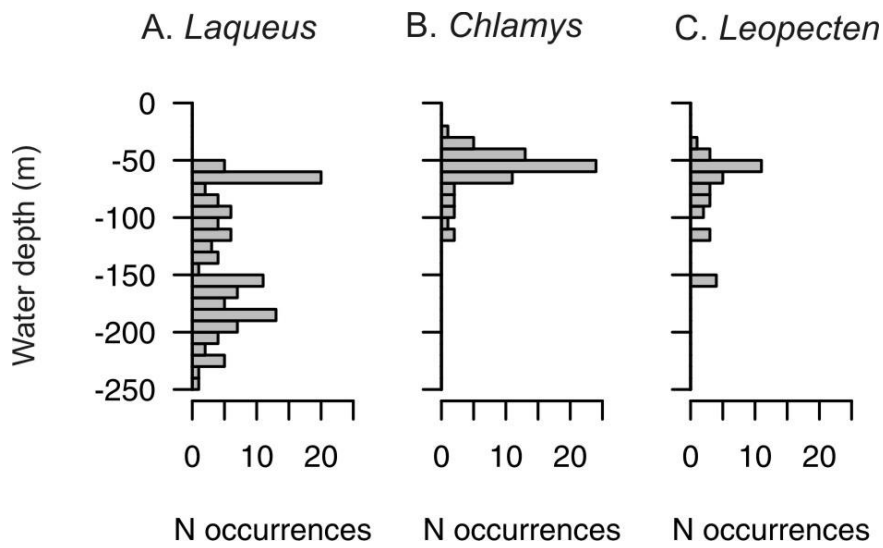 A. Laqueus
B. Chlamys
C. Leopecten
Water depth (m)
0
-50
-100
-150
-200
-250
0 10 20
0 10 20
0 10 20
N occurrences
N occurrences
N occurrences